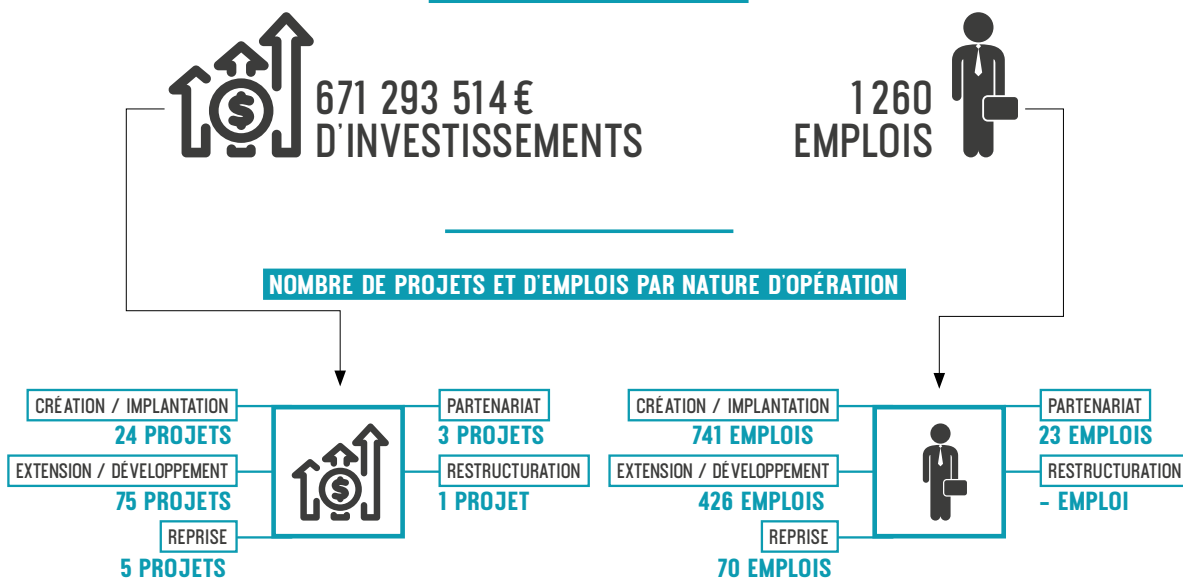 671 293 514 €
D'INVESTISSEMENTS
1 260
EMPLOIS
NOMBRE DE PROJETS ET D'EMPLOIS PAR NATURE D'OPÉRATION
CRÉATION / IMPLANTATION
24 PROJETS
EXTENSION / DÉVELOPPEMENT
75 PROJETS
REPRISE
5 PROJETS
PARTENARIAT
3 PROJETS
RESTRUCTURATION
1 PROJET
CRÉATION / IMPLANTATION
741 EMPLOIS
EXTENSION / DÉVELOPPEMENT
426 EMPLOIS
REPRISE
70 EMPLOIS
PARTENARIAT
23 EMPLOIS
RESTRUCTURATION
- EMPLOI